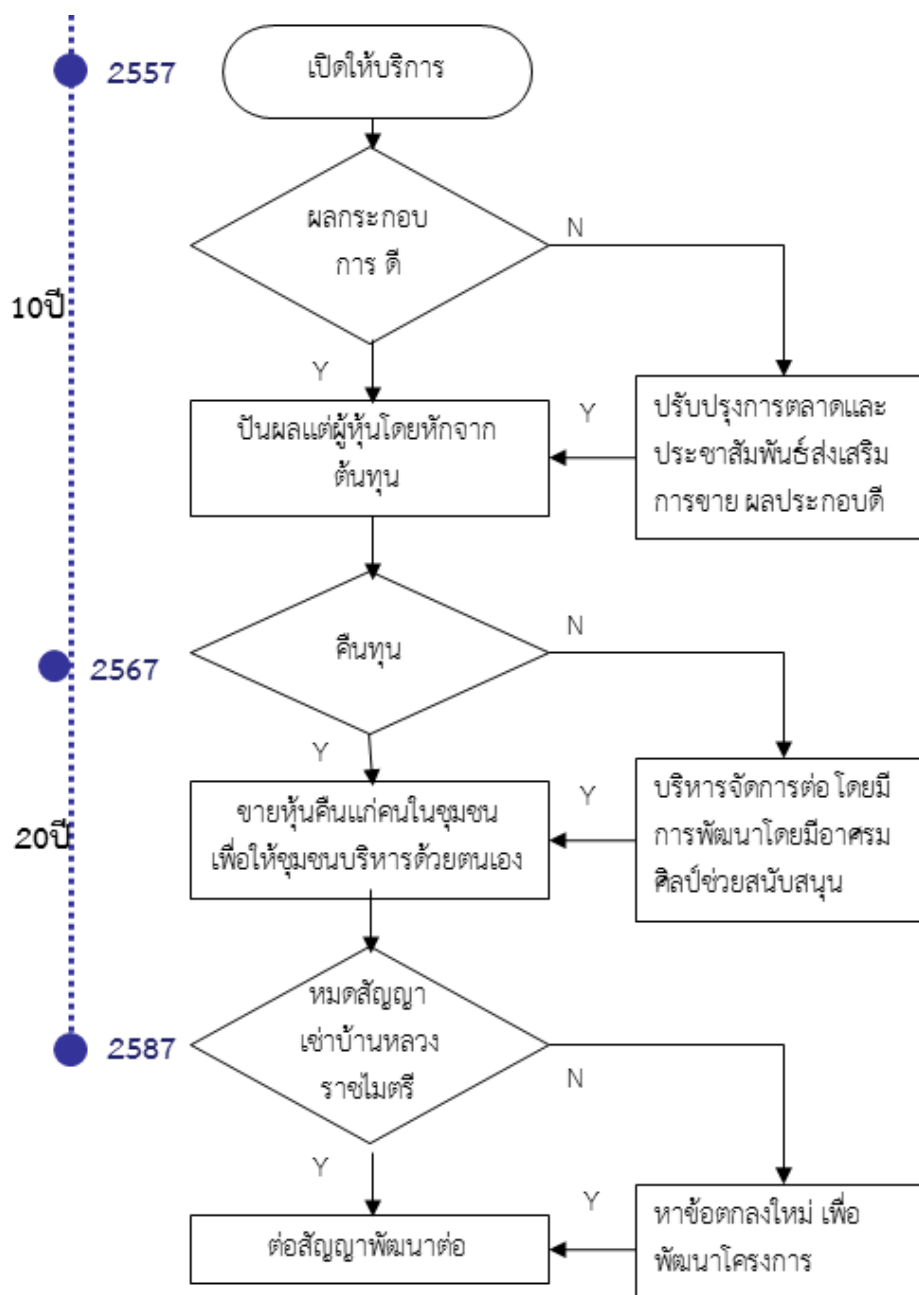 2557
เปิดให้บริการ
ผลกระกอบ
การ ดี
N
10ปี
Y
ปันผลแต่ผู้หุ้นโดยหักจาก
ต้นทุน
Y
ปรับปรุงการตลาดและ
ประชาสัมพันธ์ส่งเสริม
การขาย ผลประกอบดี
คืนทุน
N
2567
Y
ขายหุ้นคืนแก่คนในชุมชน
เพื่อให้ชุมชนบริหารด้วยตนเอง
Y
บริหารจัดการต่อ โดยมี
การพัฒนาโดยมีอาศรม
ศิลป์ช่วยสนับสนุน
20ปี
หมดสัญญา
เช่าบ้านหลวง
ราชไมตรี
2587
N
Y
ต่อสัญญาพัฒนาต่อ
Y
หาข้อตกลงใหม่ เพื่อ
พัฒนาโครงการ